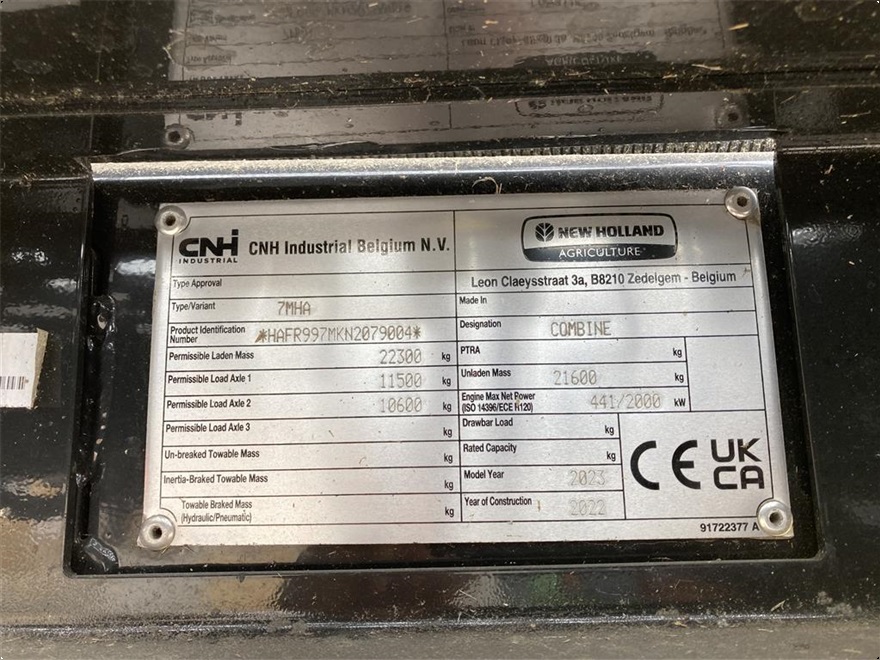 CNH INDUSTRIAL
CNH Industrial Belgium N.V.
NEW HOLLAND
AGRICULTURE
Leon Claeysstraat 3a, B8210 Zedelgem - Belgium
Type Approval
Made In
Type/Variant 7MHA
Designation COMBINE
Product Identification
Number *HAFR997MKN2079004*
Permissible Laden Mass 22300 kg
PTRA kg
Permissible Load Axle 1 11500 kg
Unladen Mass 21600 kg
Permissible Load Axle 2 10600 kg
Engine Max Net Power
(ISO 14396/ECE R120) 441/2000 kW
Permissible Load Axle 3 kg
Drawbar Load kg
Un-breaked Towable Mass kg
Rated Capacity kg
Inertia-Braked Towable Mass kg
Model Year 2023
Towable Braked Mass
(Hydraulic/Pneumatic) kg
Year of Construction 2022
CE UK
CA
91722377 A